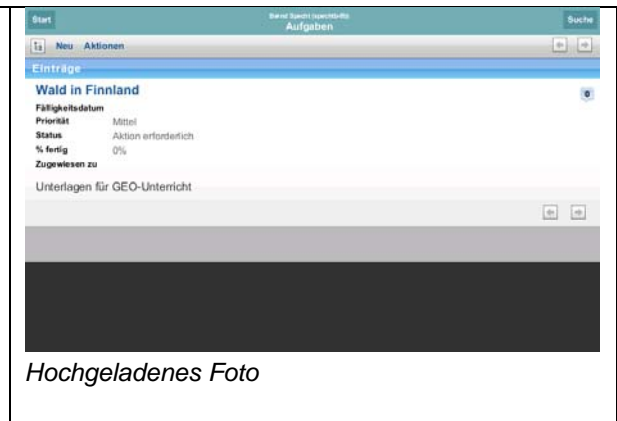 Start
Aufgaben
Suche
Neu Aktionen
Einträge
Wald in Finnland
0
Fälligkeitsdatum
Priorität Mittel
Status Aktion erforderlich
% fertig 0%
Zugewiesen zu
Unterlagen für GEO-Unterricht
Hochgeladenes Foto